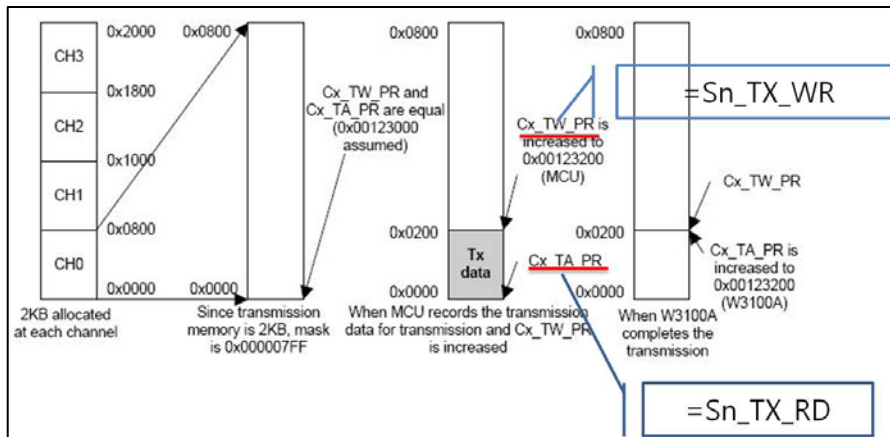 CH3
CH2
CH1
CH0
0x2000
0x1800
0x1000
0x0800
0x0000
2KB allocated
at each channel
0x0800
0x0000
Since transmission
memory is 2KB, mask
is 0x000007FF
Cx_TW_PR and
Cx_TA_PR are equal
(0x00123000
assumed)
0x0800
0x0200
0x0000
Tx
data
Cx_TW_PR is
increased to
0x00123200
(MCU)
Cx_TA_PR
When MCU records the transmission
data for transmission and Cx_TW_PR
is increased
=Sn_TX_WR
0x0800
0x0200
0x0000
Cx_TW_PR
Cx_TA_PR is
increased to
0x00123200
(W3100A)
When W3100A
completes the
transmission
=Sn_TX_RD